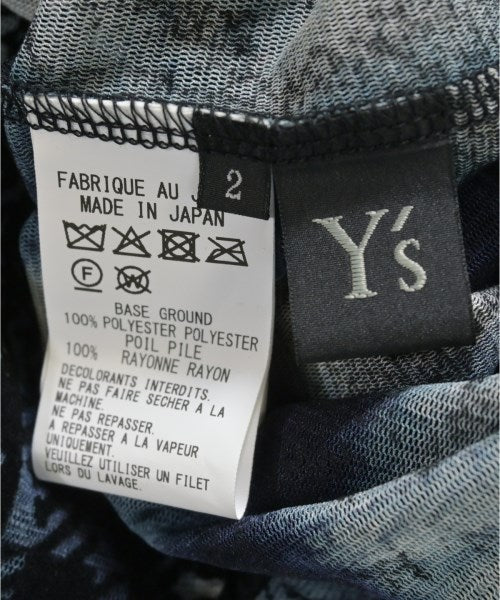 FABRIQUE AU
MADE IN JAPAN
2
Y's
F
W
BASE GROUND
100% POLYESTER POLYESTER
POIL PILE
100% RAYONNE RAYON
DECOLORANTS INTERDITS.
NE PAS FAIRE SECHER A LA
MACHINE.
NE PAS REPASSER.
A REPASSER A LA VAPEUR
UNIQUEMENT.
VEUILLEZ UTILISER UN FILET
LORS DU LAVAGE.